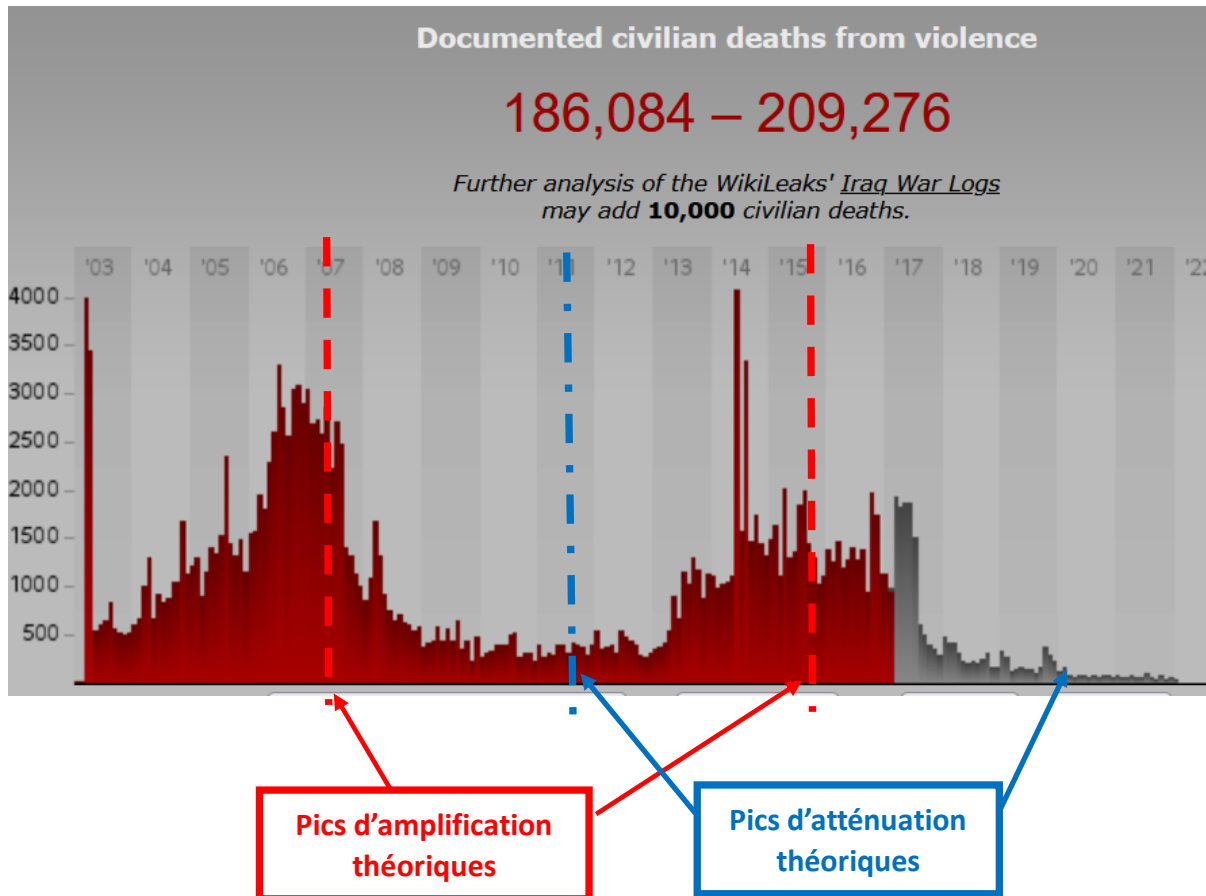 Documented civilian deaths from violence
186,084 – 209,276
Further analysis of the WikiLeaks' Iraq War Logs
may add 10,000 civilian deaths.
'03 '04 '05 '06 '07 '08 '09 '10 '11 '12 '13 '14 '15 '16 '17 '18 '19 '20 '21 '22
4000
3500
3000
2500
2000
1500
1000
500
Pics d’amplification
théoriques
Pics d’atténuation
théoriques